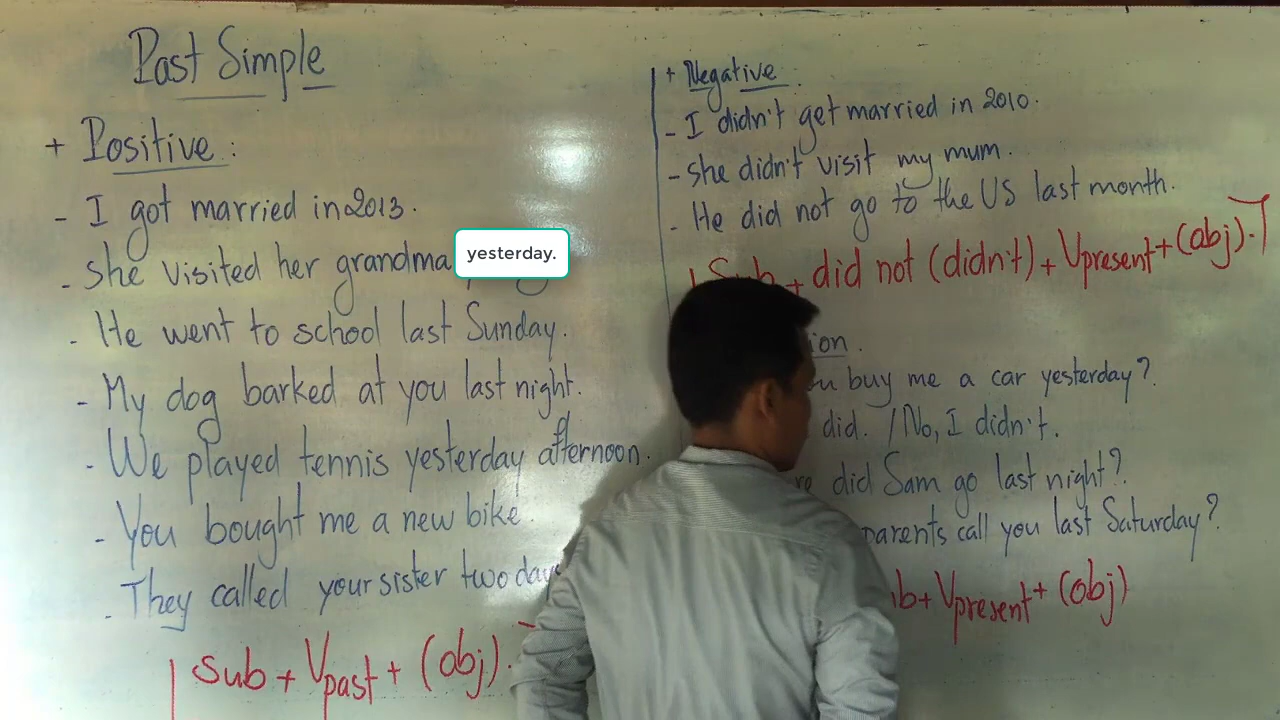 Past Simple
+ Positive :
- I got married in 2013.
- She visited her grandma yesterday.
- He went to school last Sunday.
- My dog barked at you last night.
- We played tennis yesterday afternoon.
- You bought me a new bike.
- They called your sister two
Sub + Vpast + (obj).
+ Negative :
- I didn't get married in 2010.
- She didn't visit my mum.
- He did not go to the US last month.
Sub + did not (didn't) + Vpresent + (obj).
ion.
buy me a car yesterday?
did. / No, I didn't.
did Sam go last night?
parents call you last Saturday?
+ Vpresent + (obj)